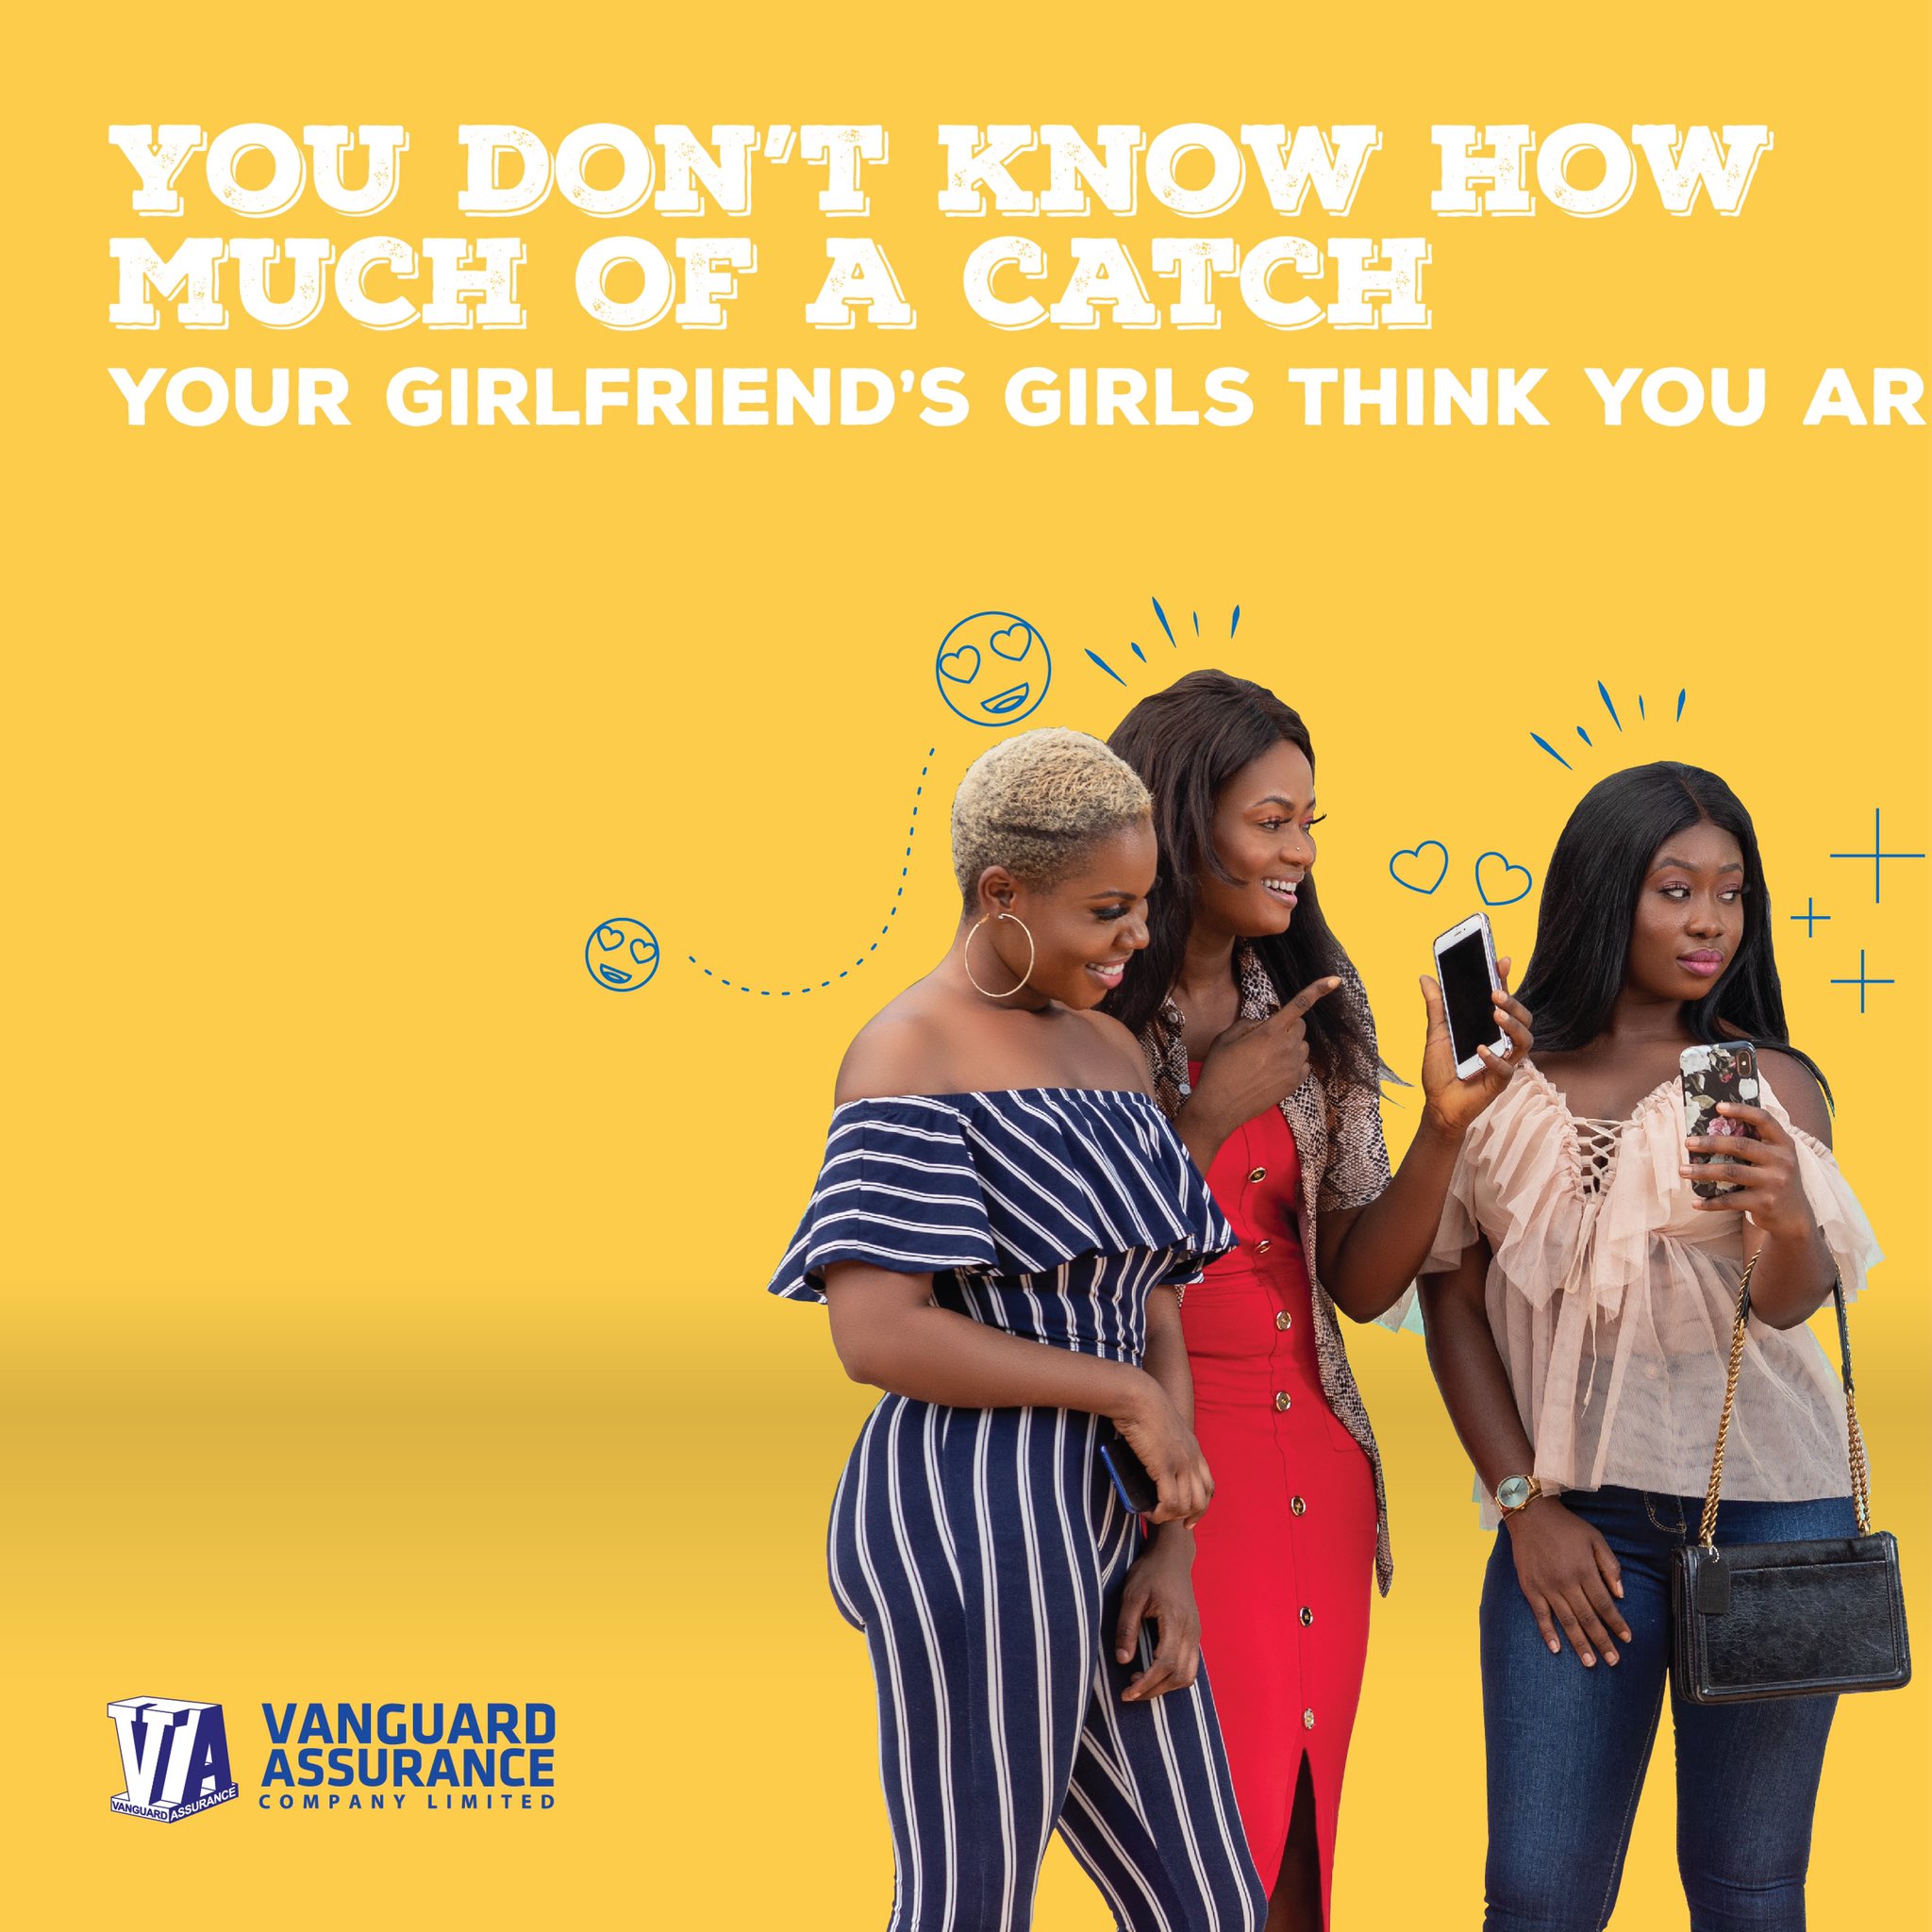 YOU DON'T KNOW HOW
MUCH OF A CATCH
YOUR GIRLFRIEND'S GIRLS THINK YOU AR
VTA
VANGUARD ASSURANCE
VANGUARD
ASSURANCE
COMPANY LIMITED